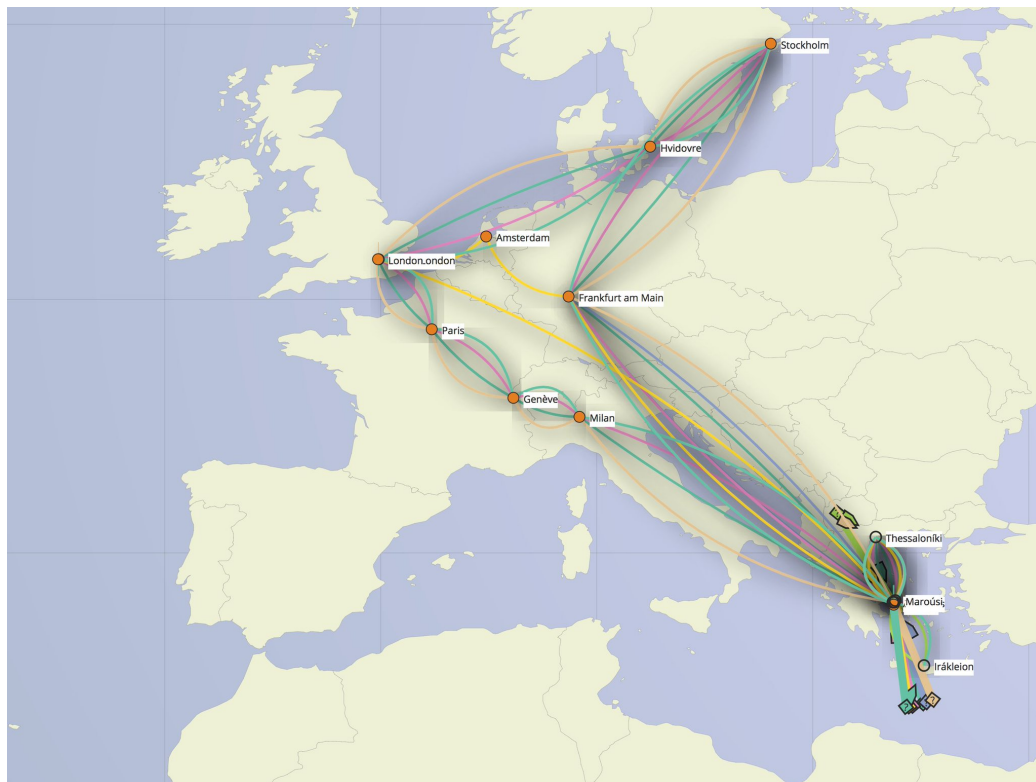 Stockholm
Hvidovre
Amsterdam
London.ondon
Frankfurt am Main
Paris
Genève
Milan
Thessaloníki
Maroúsi
Irákleion
?
?